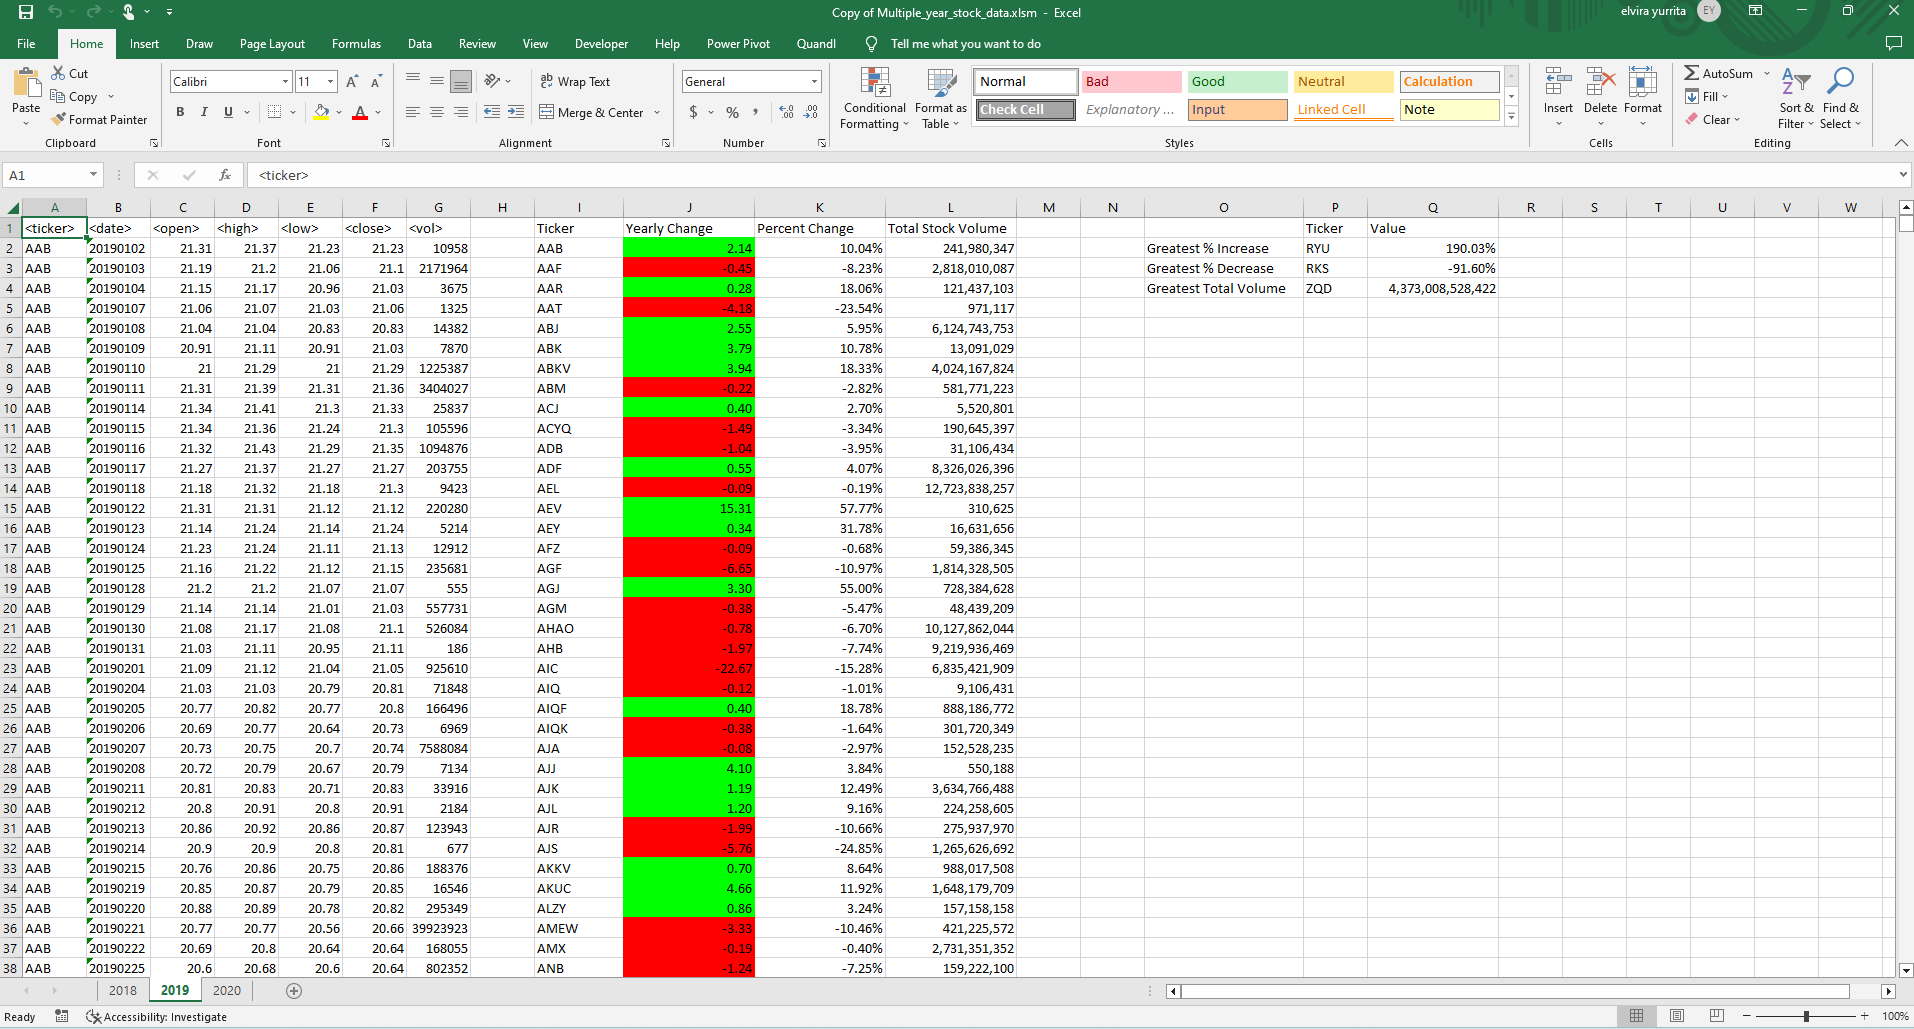 Copy of Multiple_year_stock_data.xlsm - Excel
elvira yurrita EY
File Home Insert Draw Page Layout Formulas Data Review View Developer Help Power Pivot Quandl Tell me what you want to do
Paste Cut Copy Format Painter Clipboard
Calibri 11 A A B I U A Font
Wrap Text Merge & Center Alignment
General $ % , Number
Conditional Formatting Format as Table
Normal Bad Good Neutral Calculation
Check Cell Explanatory ... Input Linked Cell Note
Styles
Insert Delete Format Cells
AutoSum Fill Clear Sort & Filter Find & Select Editing
A1 fx <ticker>
A B C D E F G H I J K L M N O P Q R S T U V W
1 <ticker> <date> <open> <high> <low> <close> <vol> Ticker Yearly Change Percent Change Total Stock Volume Ticker Value
2 AAB 20190102 21.31 21.37 21.23 21.23 10958 AAB 2.14 10.04% 241,980,347 Greatest % Increase RYU 190.03%
3 AAB 20190103 21.19 21.2 21.06 21.1 2171964 AAF -0.45 -8.23% 2,818,010,087 Greatest % Decrease RKS -91.60%
4 AAB 20190104 21.15 21.17 20.96 21.03 3675 AAR 0.28 18.06% 121,437,103 Greatest Total Volume ZQD 4,373,008,528,422
5 AAB 20190107 21.06 21.07 21.03 21.06 1325 AAT -4.18 -23.54% 971,117
6 AAB 20190108 21.04 21.04 20.83 20.83 14382 ABJ 2.55 5.95% 6,124,743,753
7 AAB 20190109 20.91 21.11 20.91 21.03 7870 ABK 3.79 10.78% 13,091,029
8 AAB 20190110 21 21.29 21 21.29 1225387 ABKV 3.94 18.33% 4,024,167,824
9 AAB 20190111 21.31 21.39 21.31 21.36 3404027 ABM -0.22 -2.82% 581,771,223
10 AAB 20190114 21.34 21.41 21.3 21.33 25837 ACJ 0.40 2.70% 5,520,801
11 AAB 20190115 21.34 21.36 21.24 21.3 105596 ACYQ -1.49 -3.34% 190,645,397
12 AAB 20190116 21.32 21.43 21.29 21.35 1094876 ADB -1.04 -3.95% 31,106,434
13 AAB 20190117 21.27 21.37 21.27 21.27 203755 ADF 0.55 4.07% 8,326,026,396
14 AAB 20190118 21.18 21.32 21.18 21.3 9423 AEL -0.09 -0.19% 12,723,838,257
15 AAB 20190122 21.31 21.31 21.12 21.12 220280 AEV 15.31 57.77% 310,625
16 AAB 20190123 21.14 21.24 21.14 21.24 5214 AEY 0.34 31.78% 16,631,656
17 AAB 20190124 21.23 21.24 21.11 21.13 12912 AFZ -0.09 -0.68% 59,386,345
18 AAB 20190125 21.16 21.22 21.12 21.15 235681 AGF -6.65 -10.97% 1,814,328,505
19 AAB 20190128 21.2 21.2 21.07 21.07 555 AGJ 3.30 55.00% 728,384,628
20 AAB 20190129 21.14 21.14 21.01 21.03 557731 AGM -0.38 -5.47% 48,439,209
21 AAB 20190130 21.08 21.17 21.08 21.1 526084 AHAO -0.78 -6.70% 10,127,862,044
22 AAB 20190131 21.03 21.11 20.95 21.11 186 AHB -1.97 -7.74% 9,219,936,469
23 AAB 20190201 21.09 21.12 21.04 21.05 925610 AIC -22.67 -15.28% 6,835,421,909
24 AAB 20190204 21.03 21.03 20.79 20.81 71848 AIQ -0.12 -1.01% 9,106,431
25 AAB 20190205 20.77 20.82 20.77 20.8 166496 AIQF 0.40 18.78% 888,186,772
26 AAB 20190206 20.69 20.77 20.64 20.73 6969 AIQK -0.38 -1.64% 301,720,349
27 AAB 20190207 20.73 20.75 20.7 20.74 7588084 AJA -0.08 -2.97% 152,528,235
28 AAB 20190208 20.72 20.79 20.67 20.79 7134 AJJ 4.10 3.84% 550,188
29 AAB 20190211 20.81 20.83 20.71 20.83 33916 AJK 1.19 12.49% 3,634,766,488
30 AAB 20190212 20.8 20.91 20.8 20.91 2184 AJL 1.20 9.16% 224,258,605
31 AAB 20190213 20.86 20.92 20.86 20.87 123943 AJR -1.99 -10.66% 275,937,970
32 AAB 20190214 20.9 20.9 20.8 20.81 677 AJS -5.76 -24.85% 1,265,626,692
33 AAB 20190215 20.76 20.86 20.75 20.86 188376 AKKV 0.70 8.64% 988,017,508
34 AAB 20190219 20.85 20.87 20.79 20.85 16546 AKUC 4.66 11.92% 1,648,179,709
35 AAB 20190220 20.88 20.89 20.78 20.82 295349 ALZY 0.86 3.24% 157,158,158
36 AAB 20190221 20.77 20.77 20.56 20.66 39923923 AMEW -3.33 -10.46% 421,225,572
37 AAB 20190222 20.69 20.8 20.64 20.64 168055 AMX -0.19 -0.40% 2,731,351,352
38 AAB 20190225 20.6 20.68 20.6 20.64 802352 ANB -1.24 -7.25% 159,222,100
2018 2019 2020
Ready Accessibility: Investigate 100%